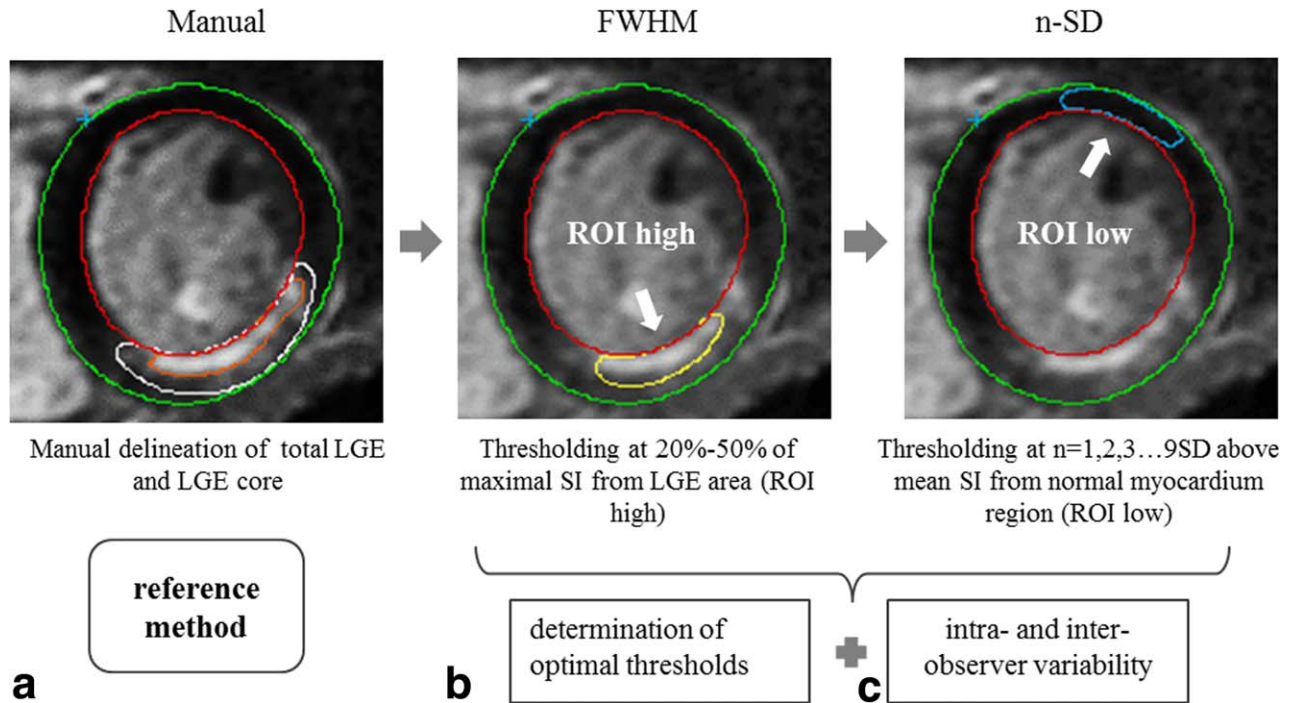 Manual
FWHM
n-SD
ROI high
ROI low
Manual delineation of total LGE
and LGE core
Thresholding at 20%-50% of
maximal SI from LGE area (ROI
high)
Thresholding at n=1,2,3…9SD above
mean SI from normal myocardium
region (ROI low)
reference
method
determination of
optimal thresholds
intra- and inter-
observer variability
a
b
c